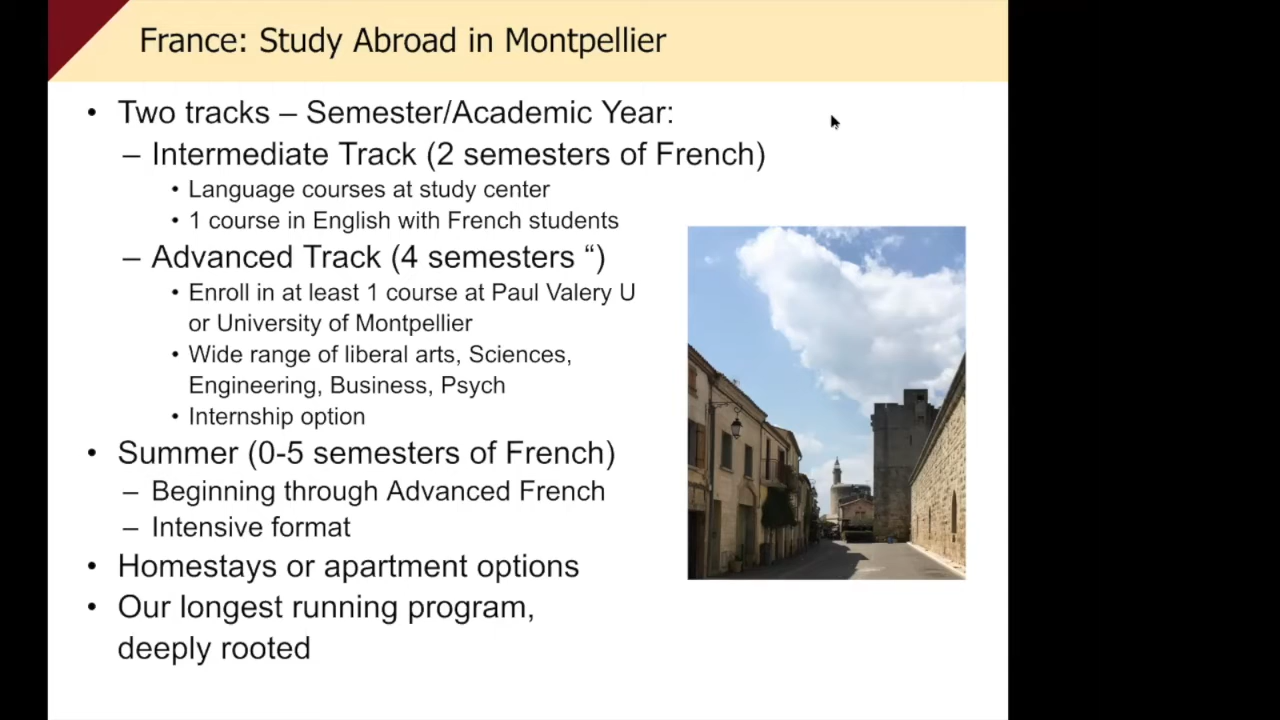 France: Study Abroad in Montpellier
• Two tracks – Semester/Academic Year:
– Intermediate Track (2 semesters of French)
• Language courses at study center
• 1 course in English with French students
– Advanced Track (4 semesters “)
• Enroll in at least 1 course at Paul Valery U
or University of Montpellier
• Wide range of liberal arts, Sciences,
Engineering, Business, Psych
• Internship option
• Summer (0-5 semesters of French)
– Beginning through Advanced French
– Intensive format
• Homestays or apartment options
• Our longest running program,
deeply rooted